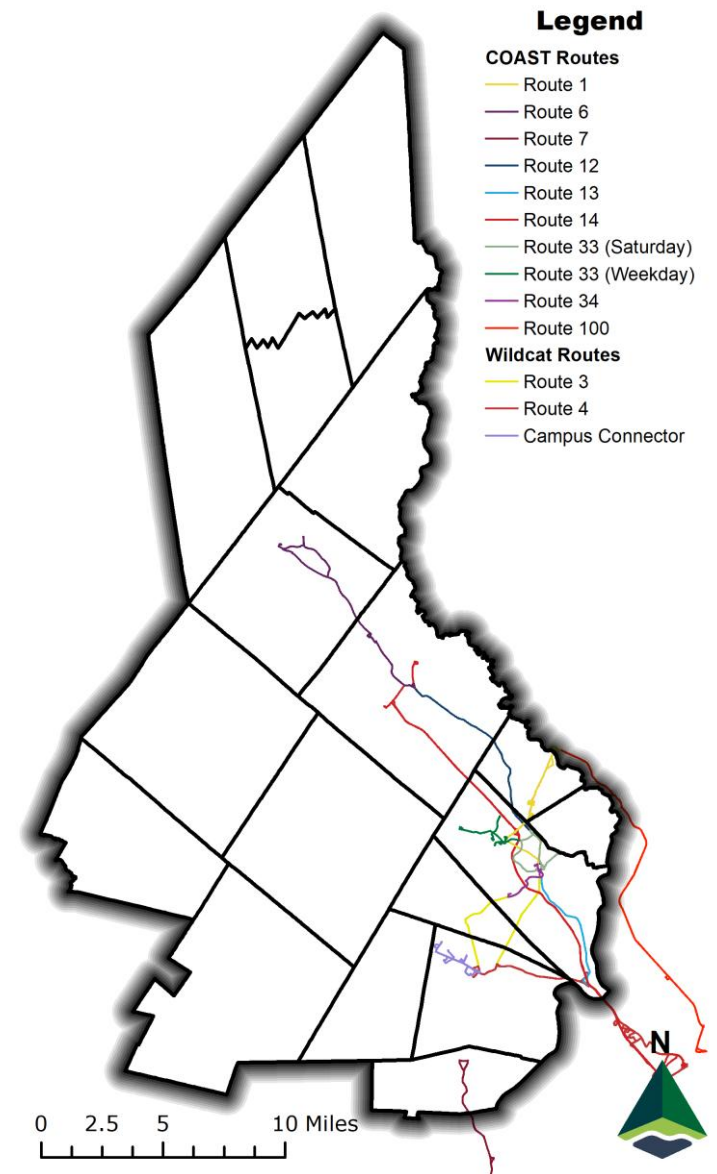 Legend
COAST Routes
Route 1
Route 6
Route 7
Route 12
Route 13
Route 14
Route 33 (Saturday)
Route 33 (Weekday)
Route 34
Route 100
Wildcat Routes
Route 3
Route 4
Campus Connector
N
0 2.5 5 10 Miles